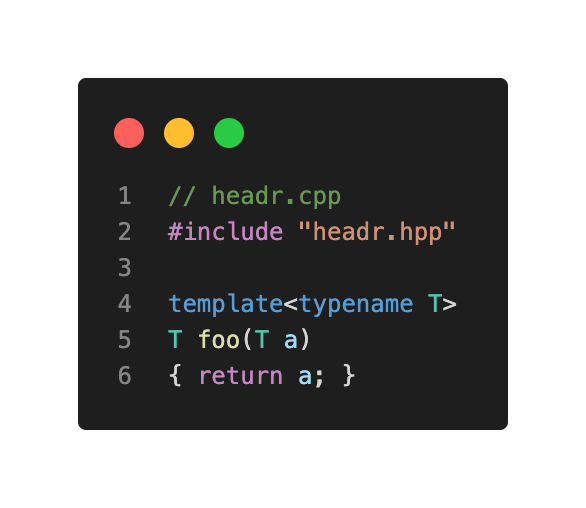 1 // headr.cpp
2 #include "headr.hpp"
3
4 template<typename T>
5 T foo(T a)
6 { return a; }